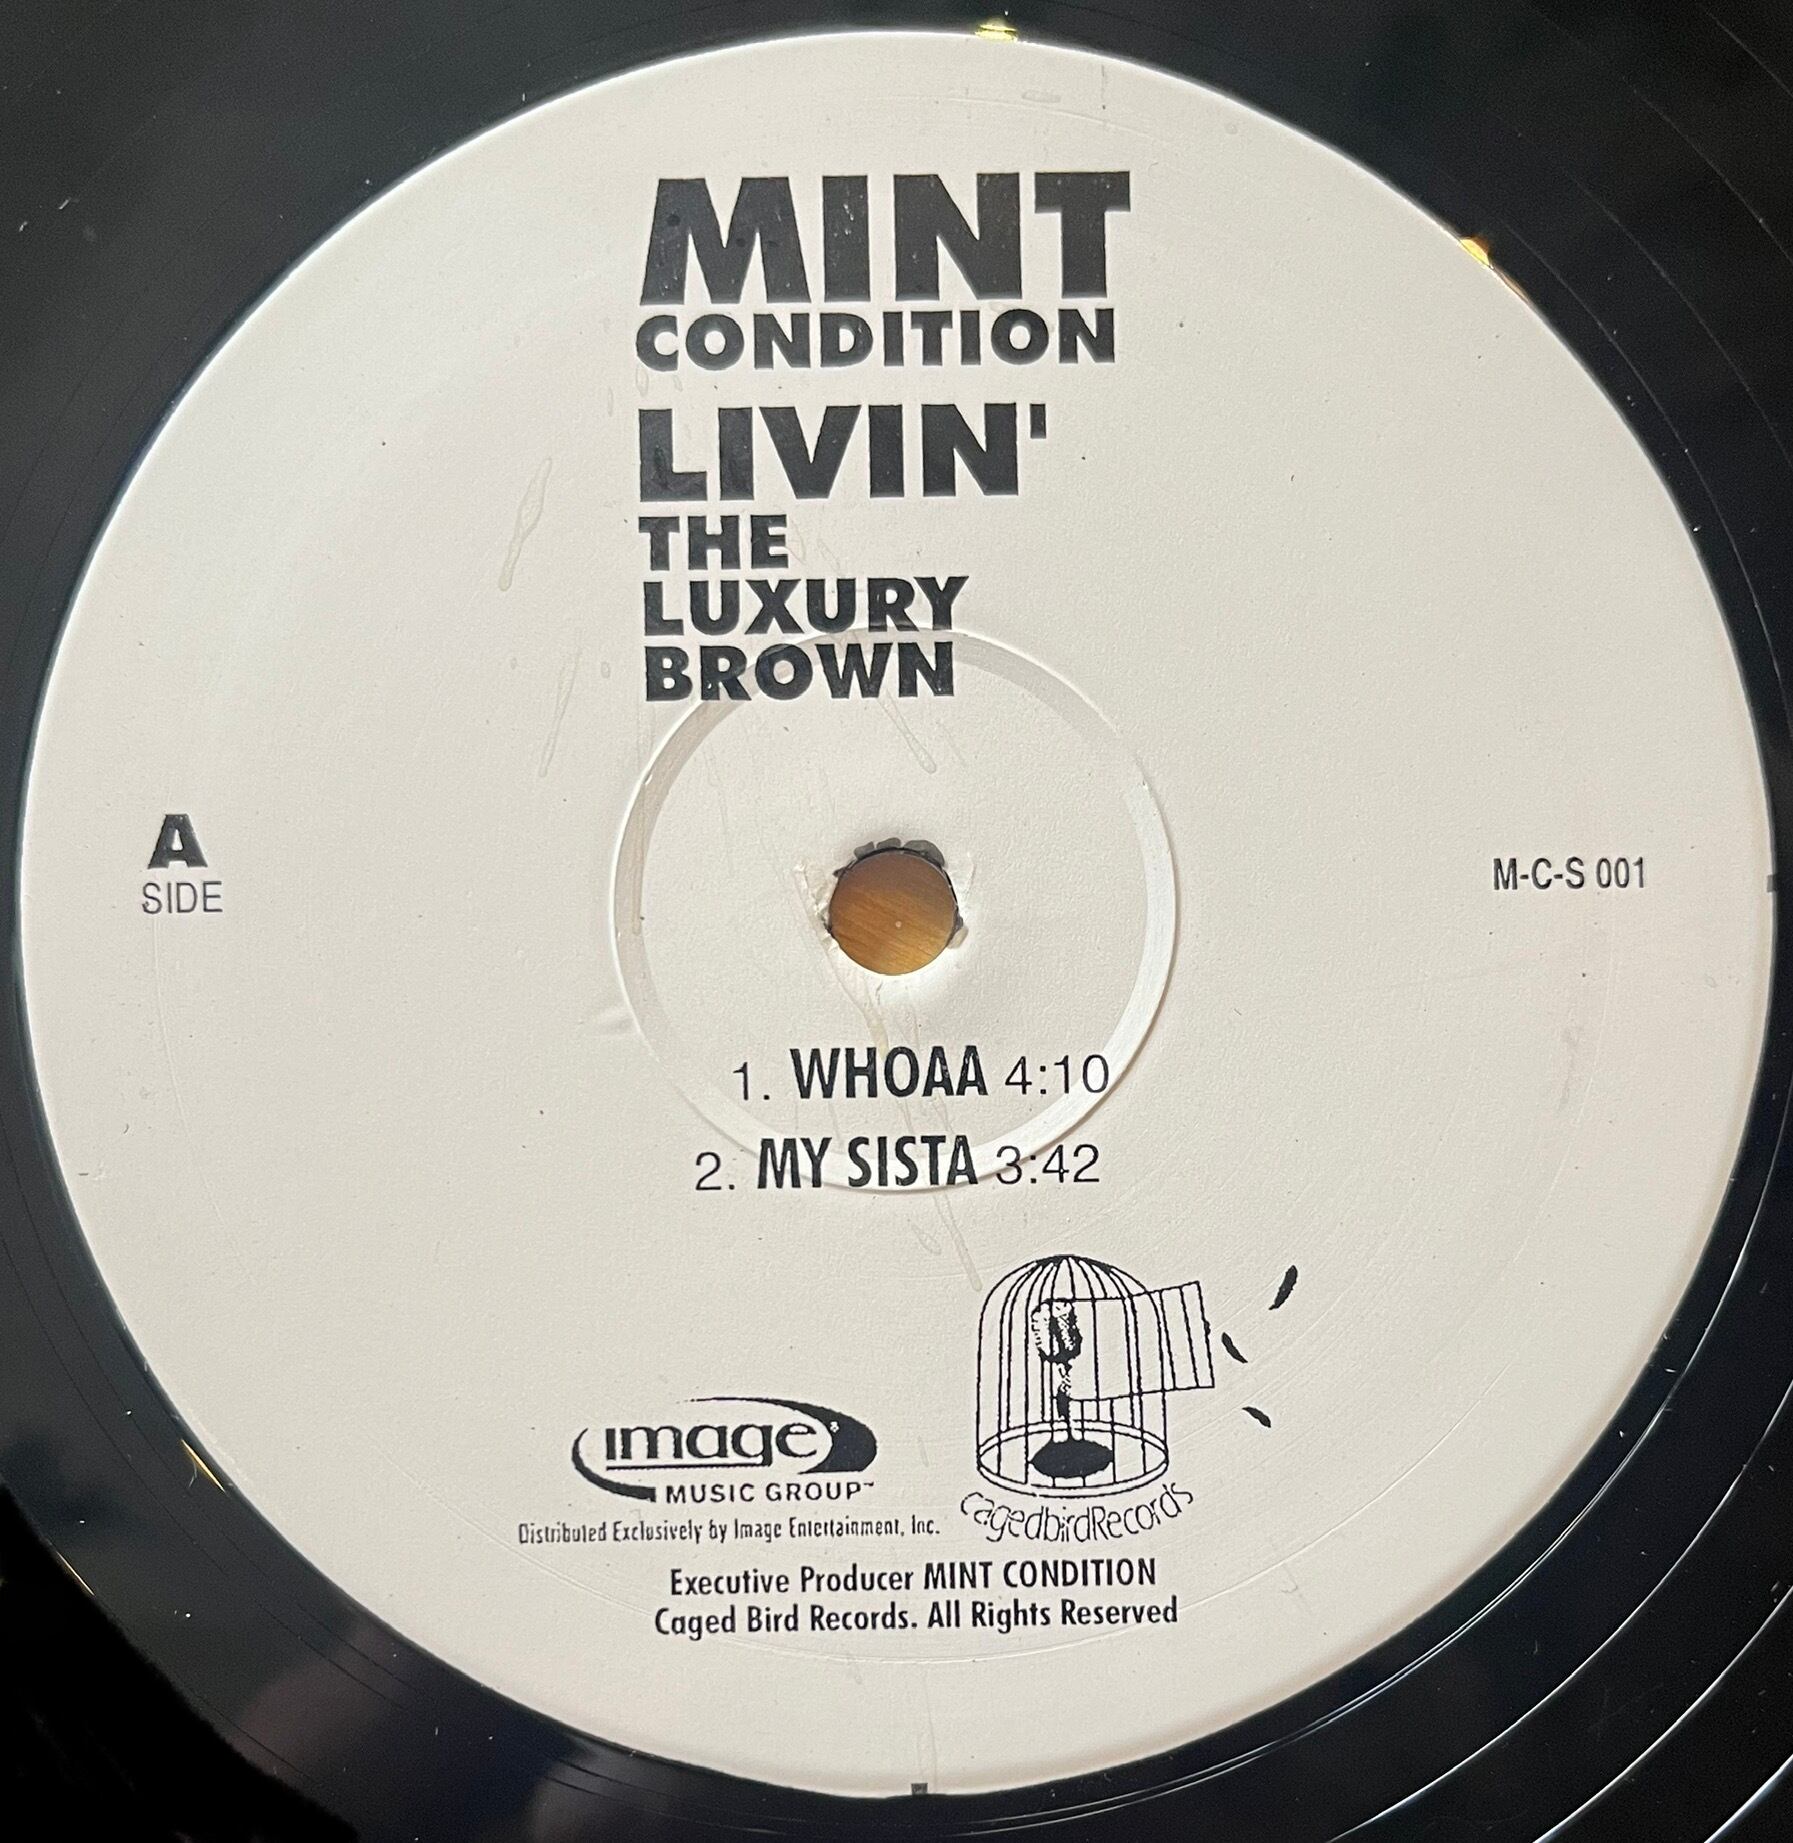 MINT
CONDITION
LIVIN'
THE
LUXURY
BROWN
A
SIDE
M-C-S 001
1. WHOAA 4:10
2. MY SISTA 3:42
image
MUSIC GROUP™
Distributed Exclusively by Image Entertainment, Inc.
cagedbirdRecords
Executive Producer MINT CONDITION
Caged Bird Records. All Rights Reserved